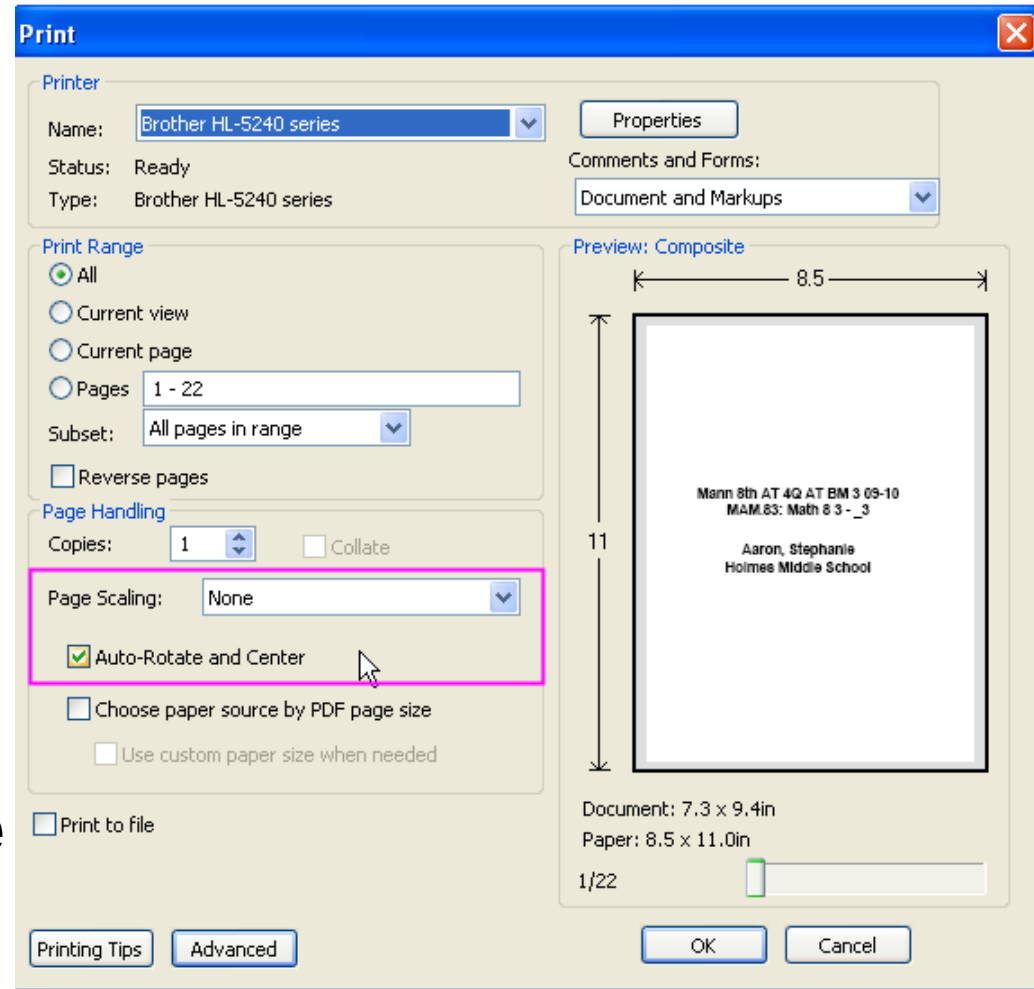 Print
Printer
Name: Brother HL-5240 series
Properties
Status: Ready
Comments and Forms:
Type: Brother HL-5240 series
Document and Markups
Print Range
All
Current view
Current page
Pages 1 - 22
Subset: All pages in range
Reverse pages
Page Handling
Copies: 1 Collate
Page Scaling: None
Auto-Rotate and Center
Choose paper source by PDF page size
Use custom paper size when needed
Print to file
Preview: Composite
8.5
11
Mann 8th AT 4Q AT BM 3 09-10
MAM.83: Math 8 3 - _3
Aaron, Stephanie
Holmes Middle School
Document: 7.3 x 9.4in
Paper: 8.5 x 11.0in
1/22
e
Printing Tips
Advanced
OK
Cancel